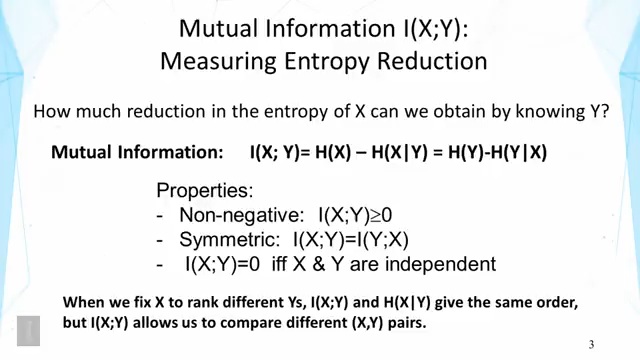 Mutual Information I(X;Y):
Measuring Entropy Reduction
How much reduction in the entropy of X can we obtain by knowing Y?
Mutual Information: I(X; Y)= H(X) – H(X|Y) = H(Y)-H(Y|X)
Properties:
- Non-negative: I(X;Y)≥0
- Symmetric: I(X;Y)=I(Y;X)
- I(X;Y)=0 iff X & Y are independent
When we fix X to rank different Ys, I(X;Y) and H(X|Y) give the same order,
but I(X;Y) allows us to compare different (X,Y) pairs.
3